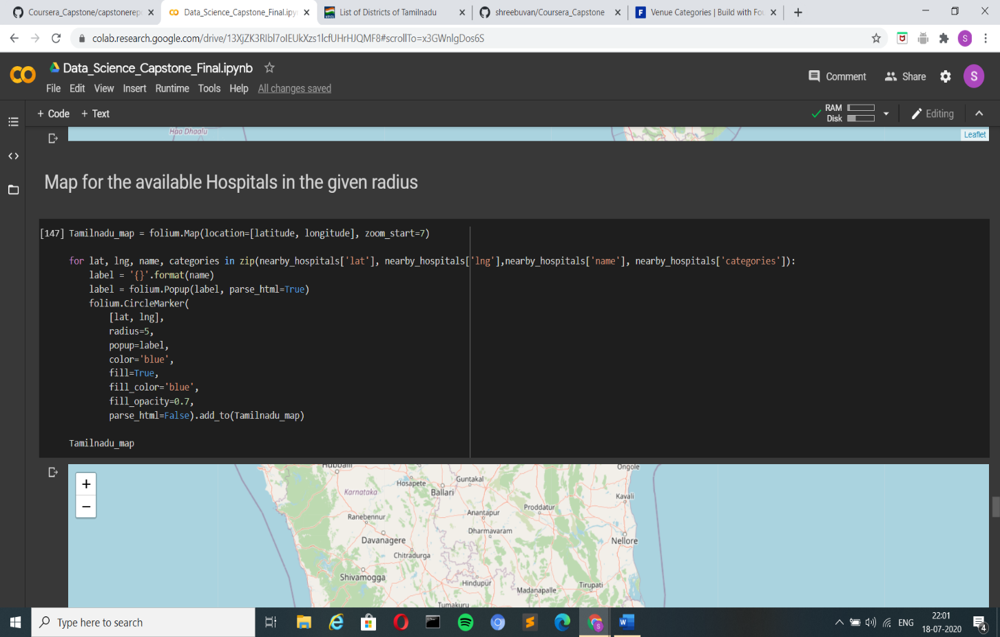 Coursera_Capstone/capstonerep
Data_Science_Capstone_Final.ipy
List of Districts of Tamilnadu
shreebuvan/Coursera_Capstone
Venue Categories | Build with Fou
colab.research.google.com/drive/13XjZK3RIbl7oIEUkXzs1lcfUHrHJQMF8#scrollTo=x3GWnlgDos6S
S
Data_Science_Capstone_Final.ipynb
Comment
Share
S
File Edit View Insert Runtime Tools Help All changes saved
+ Code + Text
RAM
Disk
Editing
Haa Dhaalu
Leaflet
Map for the available Hospitals in the given radius
[147] Tamilnadu_map = folium.Map(location=[latitude, longitude], zoom_start=7)
for lat, lng, name, categories in zip(nearby_hospitals['lat'], nearby_hospitals['lng'],nearby_hospitals['name'], nearby_hospitals['categories']):
label = '{}'.format(name)
label = folium.Popup(label, parse_html=True)
folium.CircleMarker(
[lat, lng],
radius=5,
popup=label,
color='blue',
fill=True,
fill_color='blue',
fill_opacity=0.7,
parse_html=False).add_to(Tamilnadu_map)
Tamilnadu_map
+
−
Hubballi
Ongole
Hosapete
Guntakal
Karnataka
Ballari
Kavali
Proddatur
Ranebennur
Anantapur
Dharmavaram
Davanagere
Nellore
Chitradurga
Shivamogga
Hindupur
Tirupati
Madanapalle
Tumakuru
Type here to search
ENG
22:01
18-07-2020
4